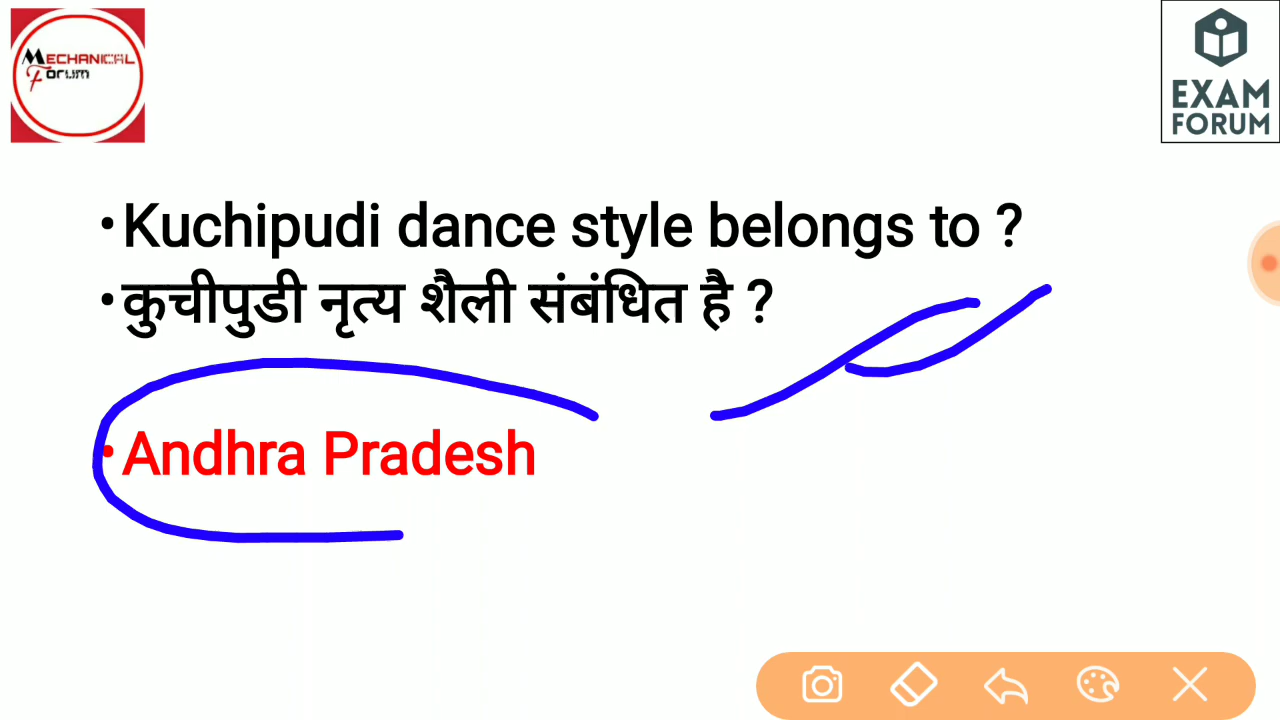 MECHANICAL
Forum
EXAM
FORUM
•Kuchipudi dance style belongs to ?
•कुचीपुडी नृत्य शैली संबंधित है ?
•Andhra Pradesh